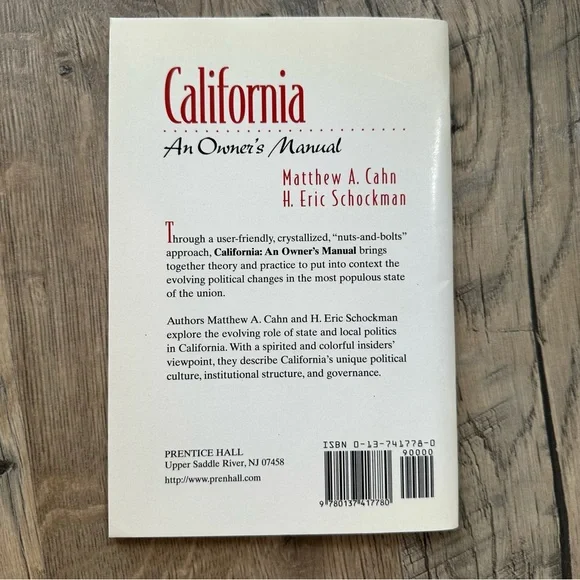 California
An Owner's Manual
Matthew A. Cahn
H. Eric Schockman
Through a user-friendly, crystallized, “nuts-and-bolts”
approach, California: An Owner's Manual brings
together theory and practice to put into context the
evolving political changes in the most populous state
of the union.
Authors Matthew A. Cahn and H. Eric Schockman
explore the evolving role of state and local politics
in California. With a spirited and colorful insiders'
viewpoint, they describe California's unique political
culture, institutional structure, and governance.
PRENTICE HALL
Upper Saddle River, NJ 07458
http://www.prenhall.com
ISBN 0-13-741778-0
90000
9 780137 417780